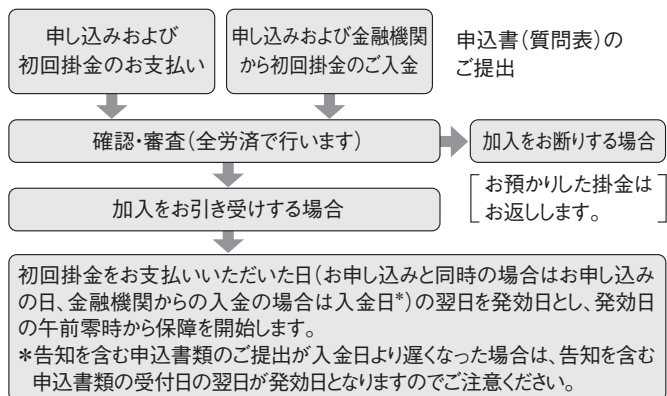 申し込みおよび
初回掛金のお支払い
申し込みおよび金融機関
から初回掛金のご入金
申込書（質問表）の
ご提出
確認・審査（全労済で行います）
加入をお断りする場合
お預かりした掛金は
お返しします。
加入をお引き受けする場合
初回掛金をお支払いいただいた日（お申し込みと同時の場合はお申し込み
の日、金融機関からの入金の場合は入金日*）の翌日を発効日とし、発効日
の午前零時から保障を開始します。
＊告知を含む申込書類のご提出が入金日より遅くなった場合は、告知を含む
申込書類の受付日の翌日が発効日となりますのでご注意ください。